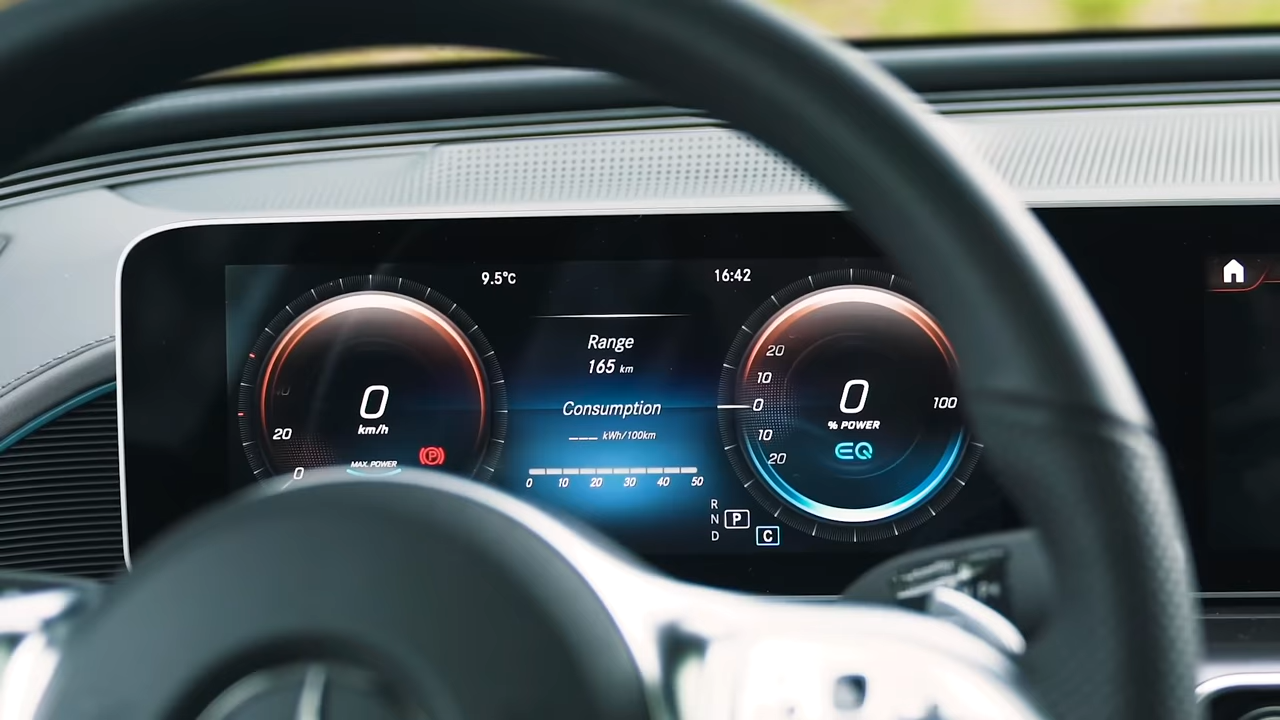 9.5°C
16:42
Range
165 km
Consumption
--- kWh/100km
0 10 20 30 40 50
0
km/h
20
0
MAX. POWER
P
20
10
0
10
20
100
0
% POWER
EQ
R
N P
D C